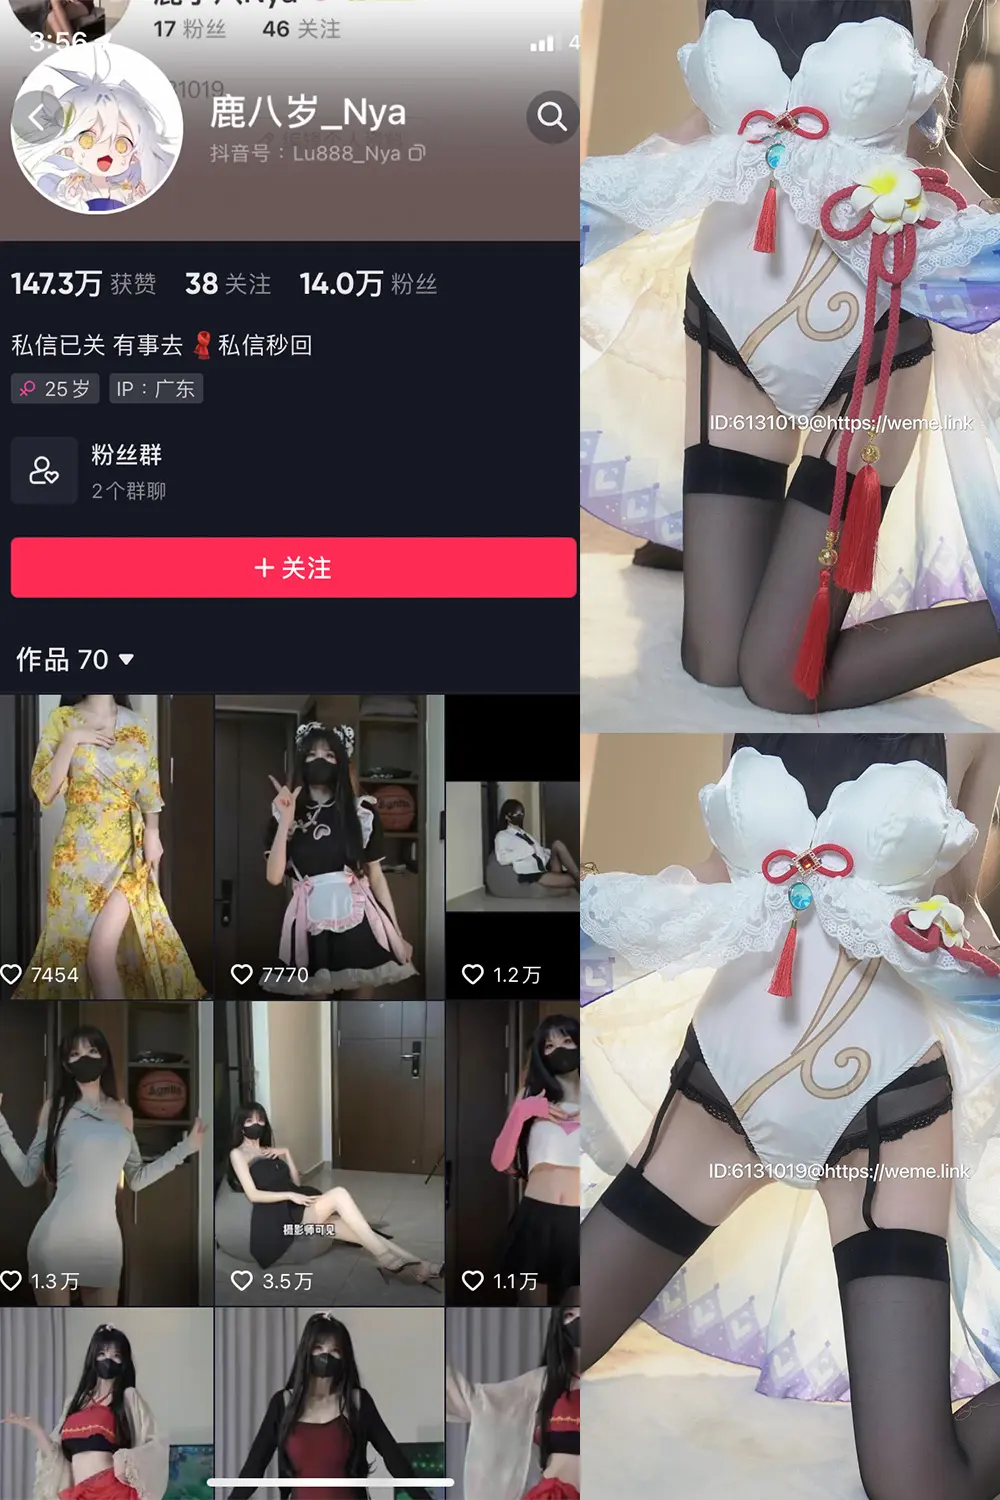 17 粉丝 46 关注
3:56
鹿八岁_Nya
抖音号：Lu888_Nya
147.3万 获赞 38 关注 14.0万 粉丝
私信已关 有事去 私信秒回
25岁 IP：广东
粉丝群
2个群聊
+ 关注
作品 70
7454
7770
1.2万
1.3万
摄影师可见
3.5万
1.1万
ID:6131019@https://weme.link
ID:6131019@https://weme.link